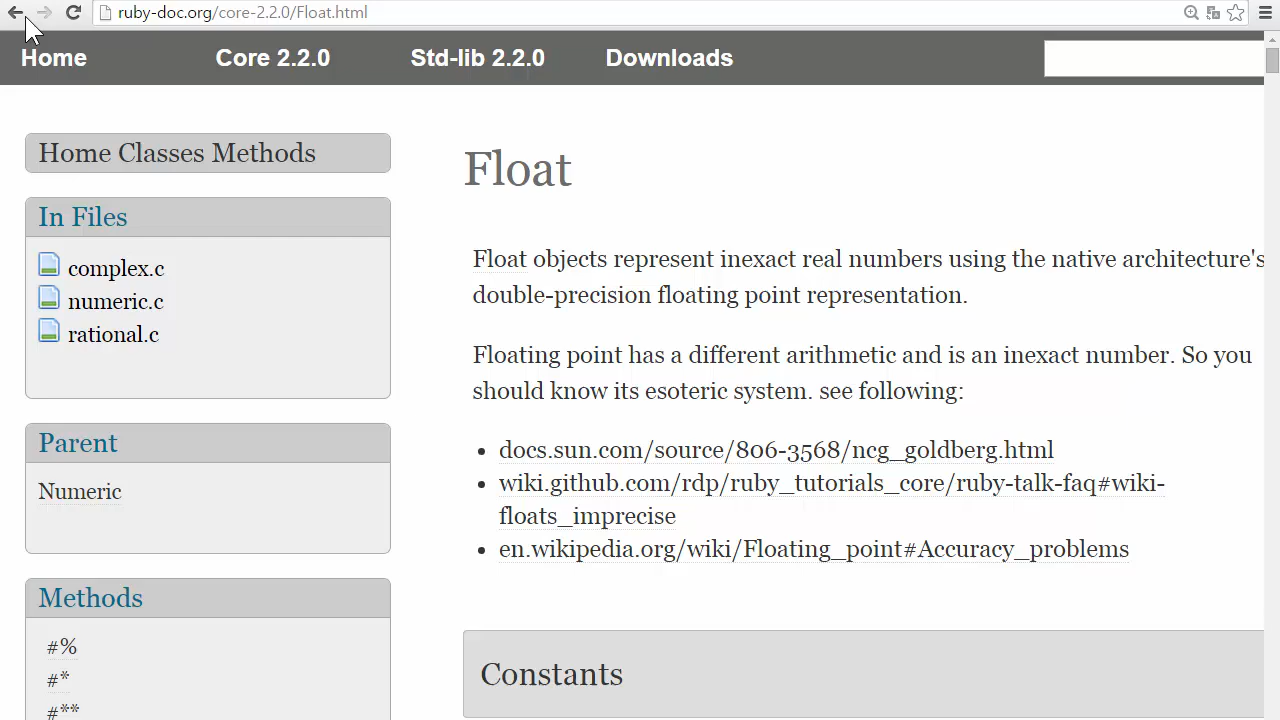 ruby-doc.org/core-2.2.0/Float.html
Home Core 2.2.0 Std-lib 2.2.0 Downloads
Home Classes Methods
In Files
complex.c
numeric.c
rational.c
Parent
Numeric
Methods
#%
#*
#**
Float
Float objects represent inexact real numbers using the native architecture's
double-precision floating point representation.
Floating point has a different arithmetic and is an inexact number. So you
should know its esoteric system. see following:
• docs.sun.com/source/806-3568/ncg_goldberg.html
• wiki.github.com/rdp/ruby_tutorials_core/ruby-talk-faq#wiki-
floats_imprecise
• en.wikipedia.org/wiki/Floating_point#Accuracy_problems
Constants